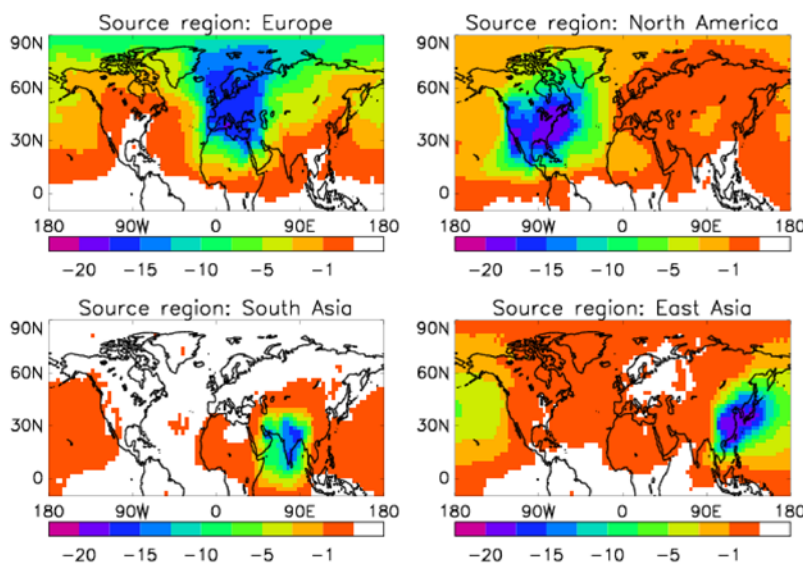 Source region: Europe
Source region: North America
90N
60N
30N
0
180 90W 0 90E 180
-20 -15 -10 -5 -1
90N
60N
30N
0
180 90W 0 90E 180
-20 -15 -10 -5 -1
Source region: South Asia
Source region: East Asia
90N
60N
30N
0
180 90W 0 90E 180
-20 -15 -10 -5 -1
90N
60N
30N
0
180 90W 0 90E 180
-20 -15 -10 -5 -1